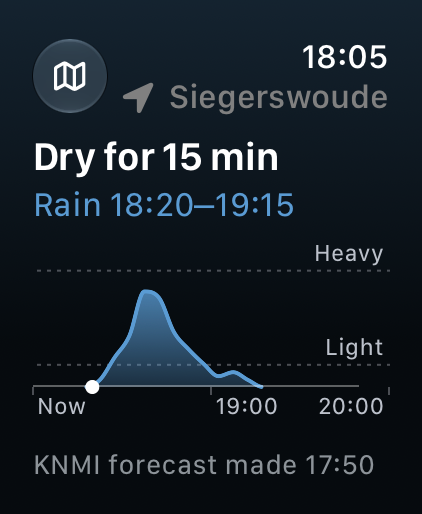 18:05
Siegerswoude
Dry for 15 min
Rain 18:20–19:15
Heavy
Light
Now 19:00 20:00
KNMI forecast made 17:50